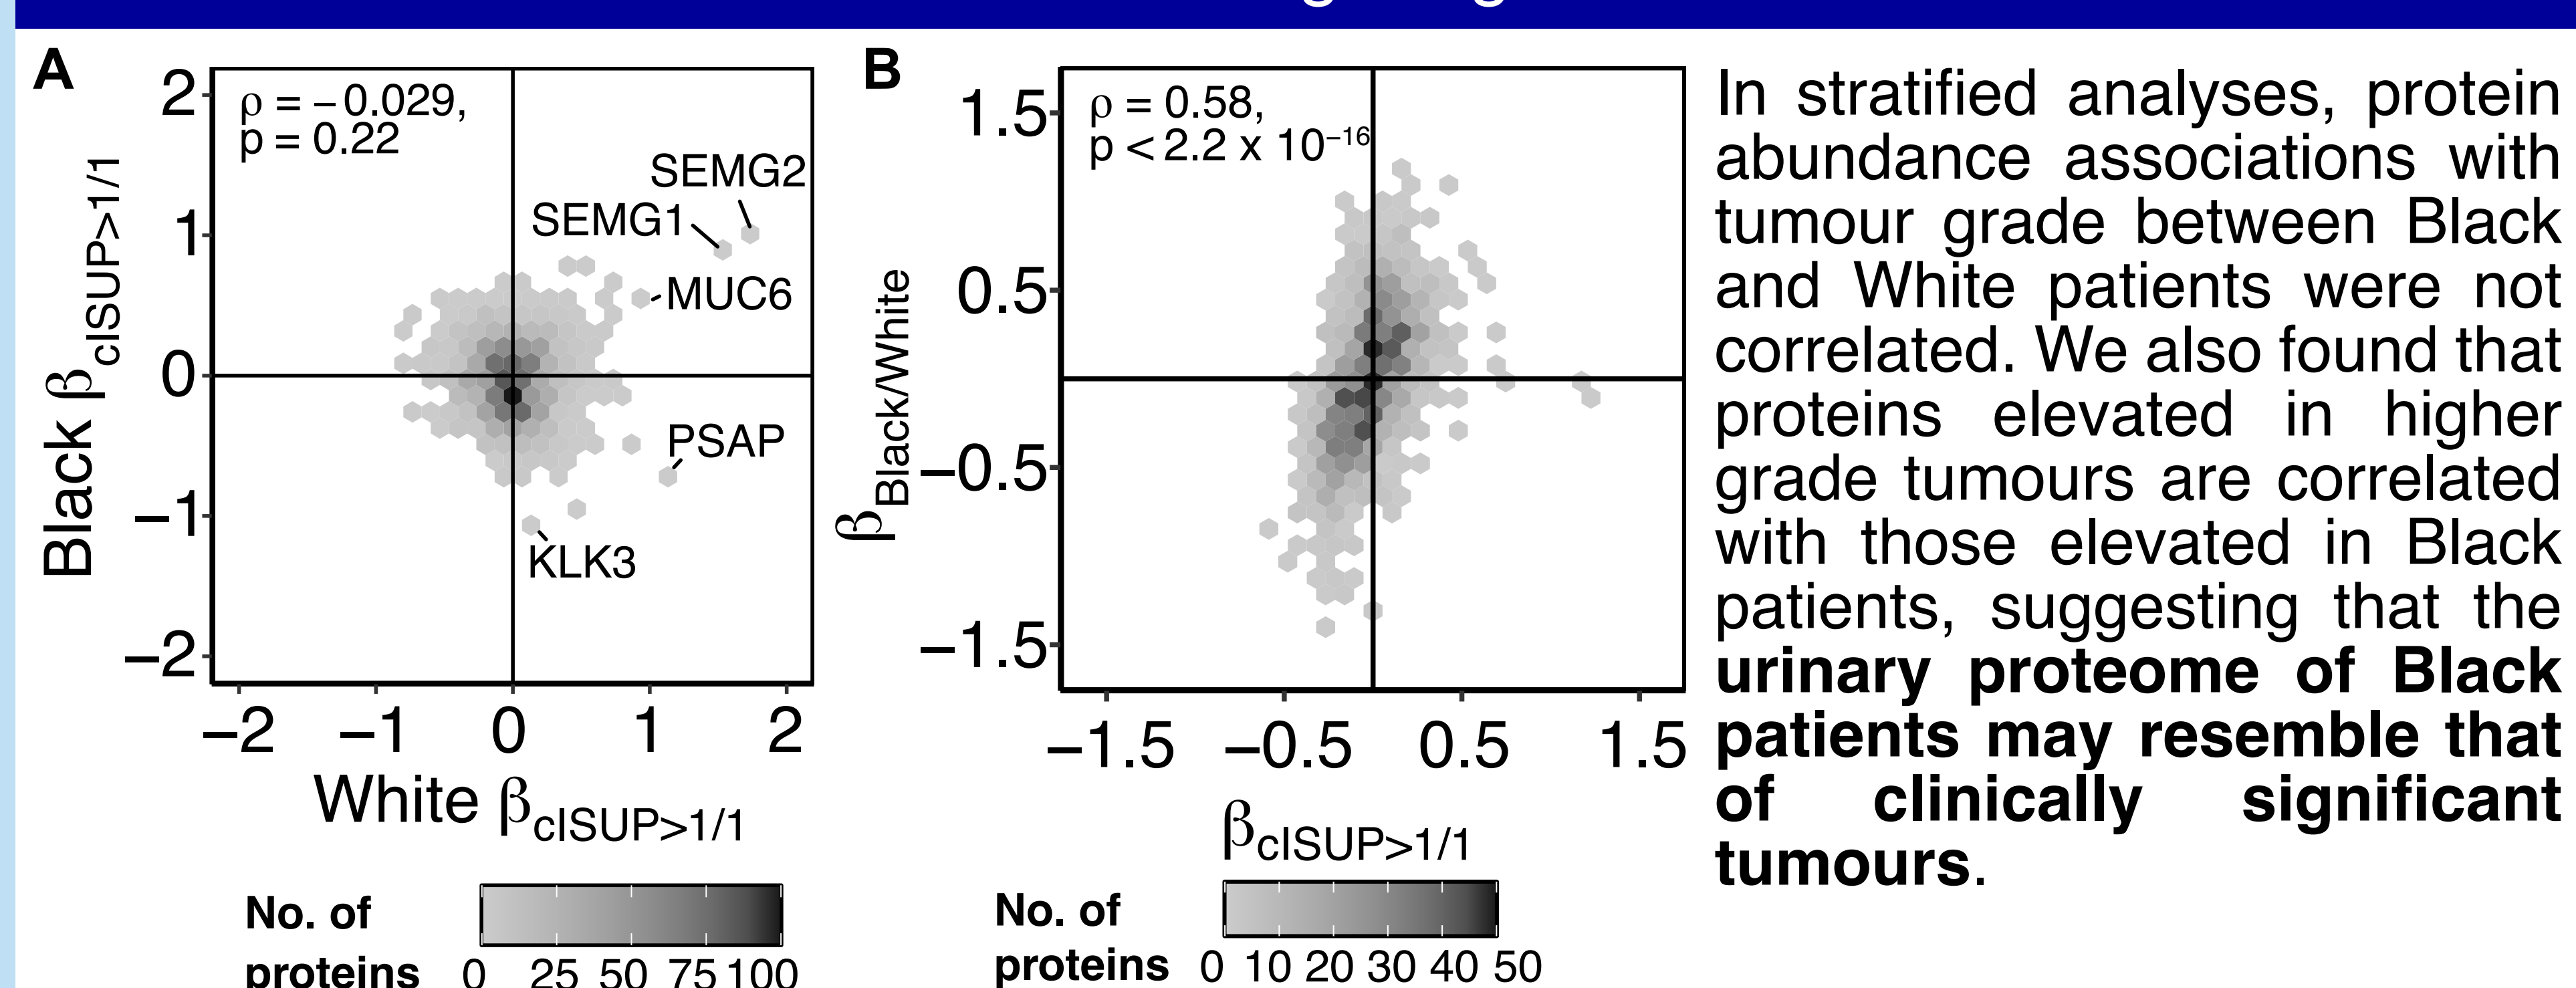 A
2
1
0
−1
−2
Black βcISUP>1/1
ρ = −0.029,
p = 0.22
SEMG2
SEMG1
MUC6
PSAP
KLK3
−2 −1 0 1 2
White βcISUP>1/1
No. of
proteins
0 25 50 75 100
B
1.5
0.5
−0.5
−1.5
βBlack/White
ρ = 0.58,
p < 2.2 x 10⁻¹⁶
−1.5 −0.5 0.5 1.5
βcISUP>1/1
No. of
proteins
0 10 20 30 40 50
In stratified analyses, protein
abundance associations with
tumour grade between Black
and White patients were not
correlated. We also found that
proteins elevated in higher
grade tumours are correlated
with those elevated in Black
patients, suggesting that the
urinary proteome of Black
patients may resemble that
of clinically significant
tumours.